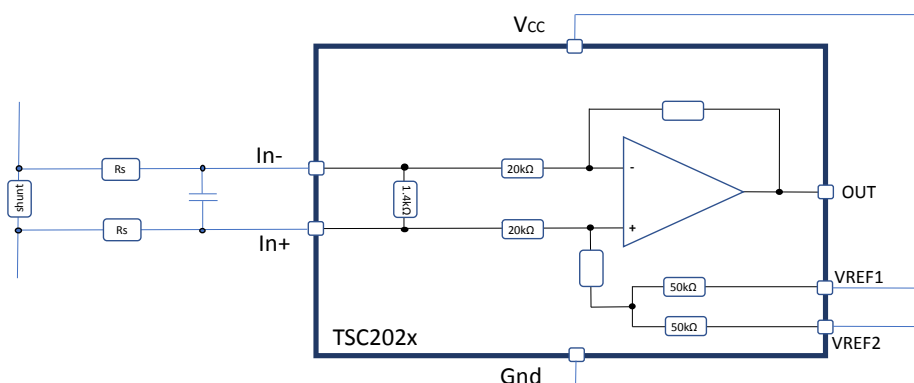 Vcc
Rs
In-
20kΩ
-
shunt
1.4kΩ
OUT
Rs
In+
20kΩ
+
50kΩ
VREF1
50kΩ
VREF2
TSC202x
Gnd